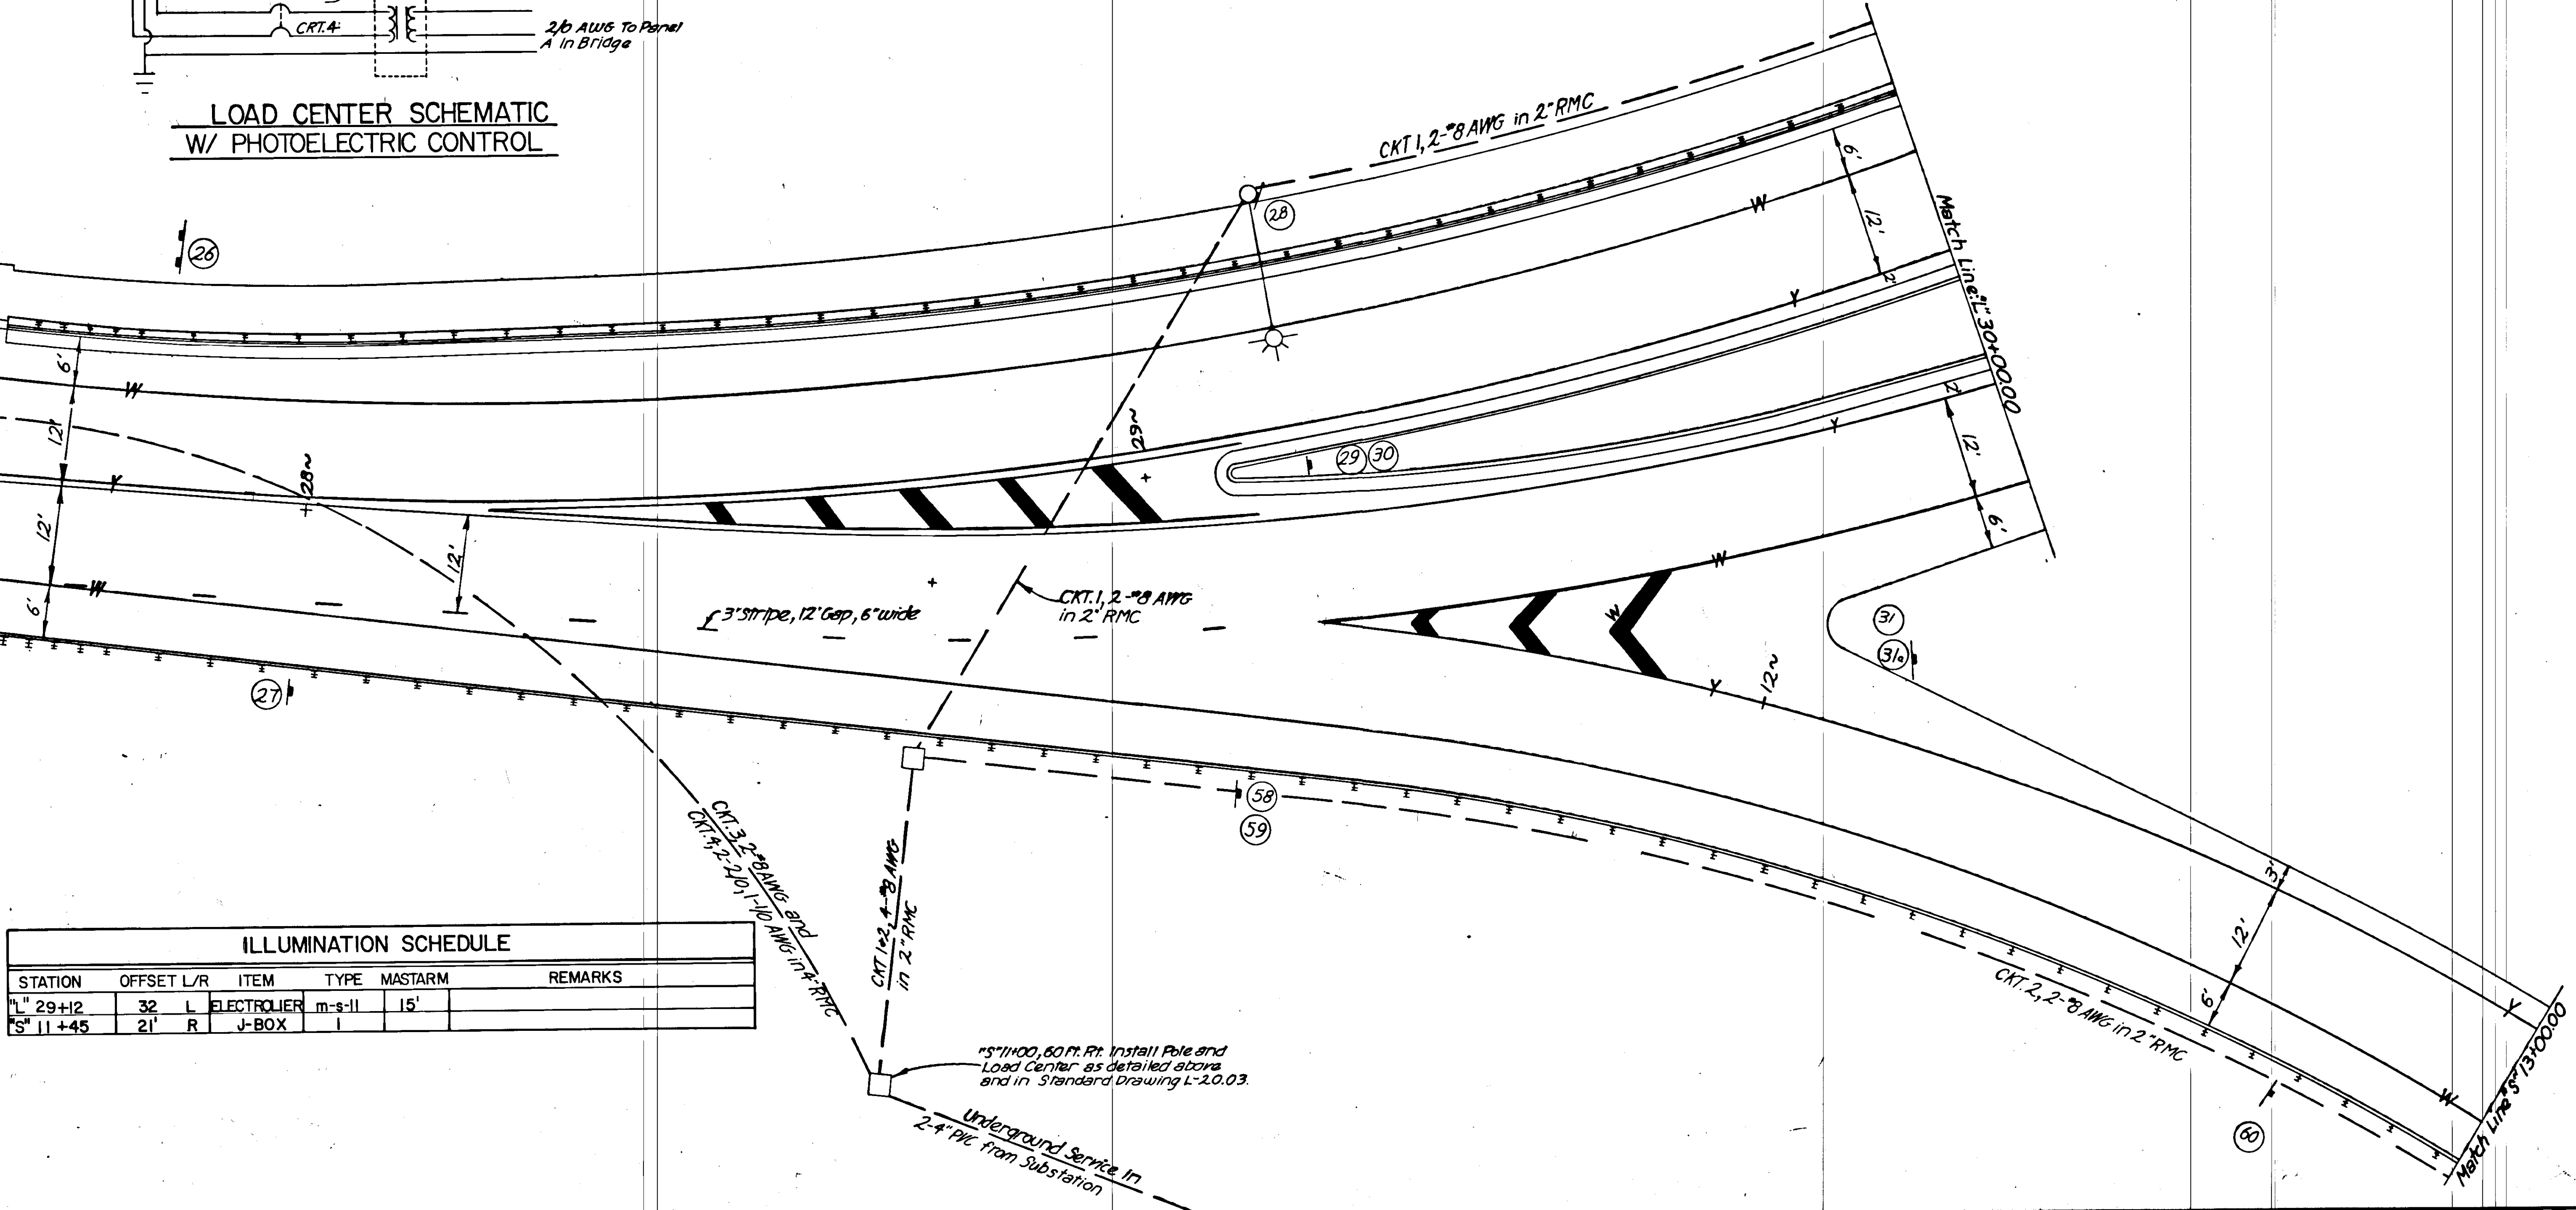 CRT.4
2/0 AWG To Panel
A In Bridge
LOAD CENTER SCHEMATIC
W/ PHOTOELECTRIC CONTROL
CKT 1, 2-#8 AWG in 2" RMC
26
28
6'
12'
2'
W
Y
Match Line: "L" 30+00.00
6'
W
12'
Y
28
29
29 30
2'
Y
12'
6'
12'
W
6'
12'
3' Stripe, 12' Gap, 6" wide
CKT. 1, 2-#8 AWG
in 2" RMC
W
W
Y
12
31
31a
27
58
59
CKT. 3, 2-#8 AWG and
CKT. 4, 2-2/0, 1-1/0 AWG in 4" RMC
CKT 1+2, 4-#8 AWG
in 2" RMC
3'
12'
6'
CKT. 2, 2-#8 AWG in 2" RMC
Y
W
Match Line "S" 13+00.00
60
ILLUMINATION SCHEDULE
STATION OFFSET L/R ITEM TYPE MASTARM REMARKS
"L" 29+12 32 L ELECTROLIER m-s-11 15'
"S" 11+45 21' R J-BOX 1
"S" 11+00, 60 ft. Rt. Install Pole and
Load Center as detailed above
and in Standard Drawing L-20.03.
Underground Service In
2-4" PVC from Substation